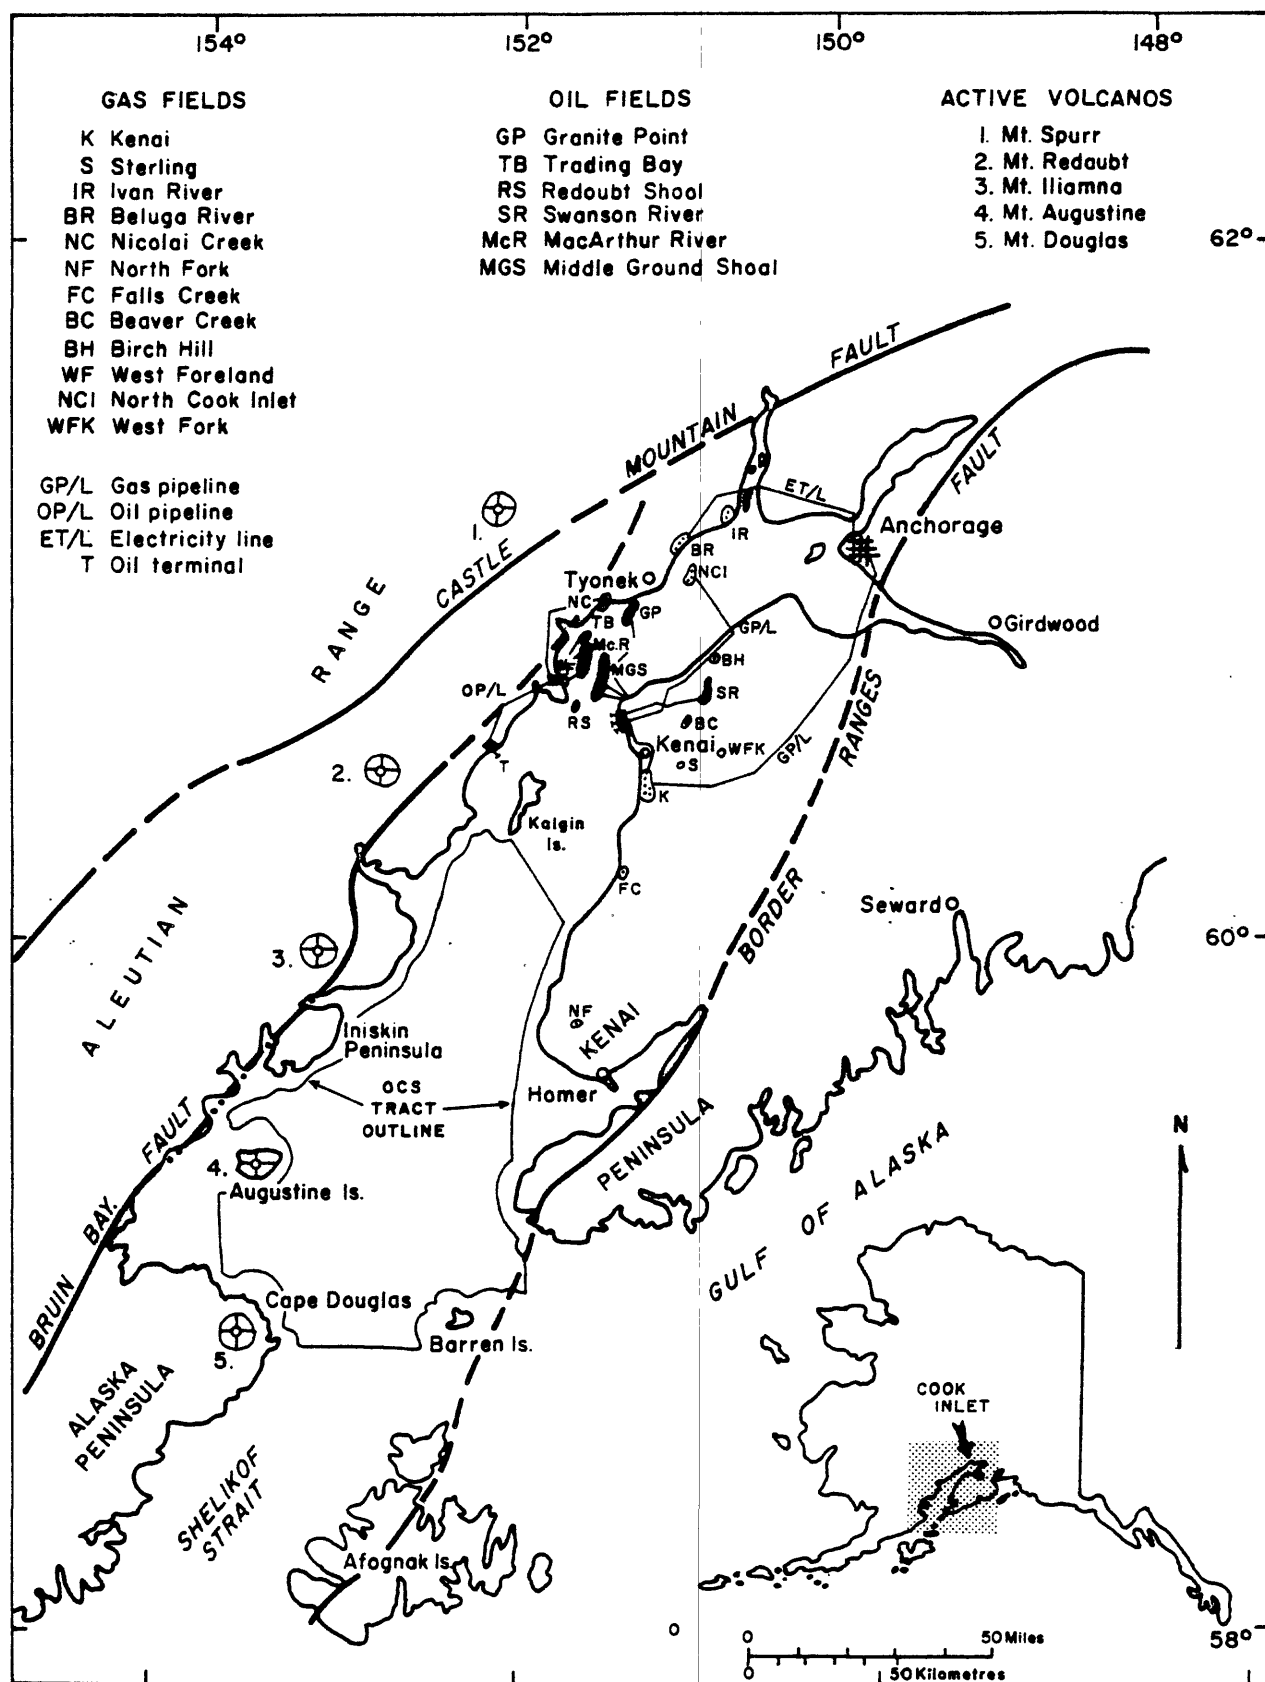 154° 152° 150° 148°
GAS FIELDS
K Kenai
S Sterling
IR Ivan River
BR Beluga River
NC Nicolai Creek
NF North Fork
FC Falls Creek
BC Beaver Creek
BH Birch Hill
WF West Foreland
NCI North Cook Inlet
WFK West Fork
GP/L Gas pipeline
OP/L Oil pipeline
ET/L Electricity line
T Oil terminal
OIL FIELDS
GP Granite Point
TB Trading Bay
RS Redoubt Shoal
SR Swanson River
McR MacArthur River
MGS Middle Ground Shoal
ACTIVE VOLCANOS
1. Mt. Spurr
2. Mt. Redaubt
3. Mt. Iliamna
4. Mt. Augustine
5. Mt. Douglas
62°
CASTLE MOUNTAIN FAULT
FAULT
ET/L
Anchorage
1.
IR
BR
NCI
Tyonek
NC
GP
TB
GP/L
Girdwood
McR
BH
MGS
OP/L
SR
RS
BC
Kenai
WFK
S
GP/L
RANGES
T
2.
K
Kalgin
Is.
RANGE
FC
BORDER
Seward
ALEUTIAN
3.
60°
NF
KENAI
Iniskin
Peninsula
OCS
TRACT
OUTLINE
Homer
PENINSULA
N
FAULT
4.
Augustine Is.
BAY.
GULF OF ALASKA
BRUIN
Cape Douglas
Barren Is.
5.
ALASKA
PENINSULA
COOK
INLET
SHELIKOF
STRAIT
Afognak Is.
0
0 50 Miles
58°
0 50 Kilometres